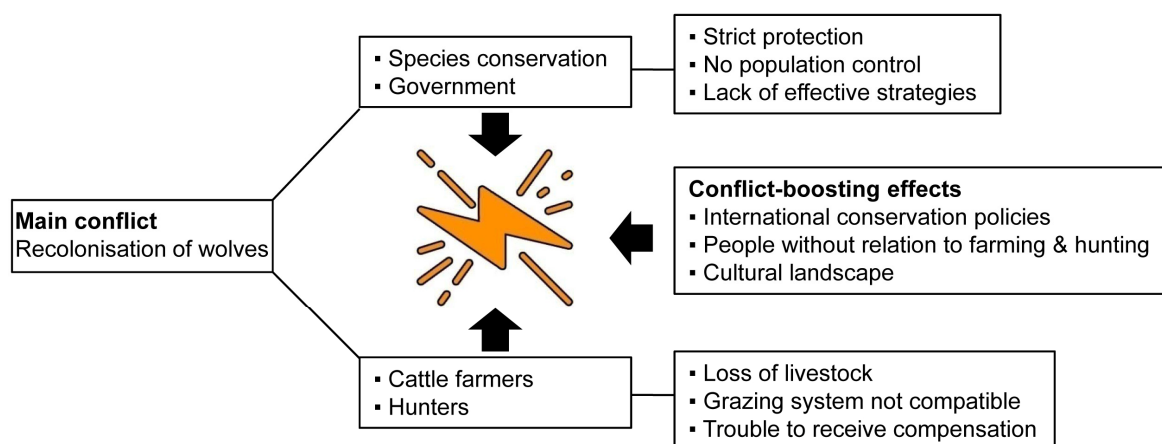 ▪ Species conservation
▪ Government
▪ Strict protection
▪ No population control
▪ Lack of effective strategies
Main conflict
Recolonisation of wolves
Conflict-boosting effects
▪ International conservation policies
▪ People without relation to farming & hunting
▪ Cultural landscape
▪ Cattle farmers
▪ Hunters
▪ Loss of livestock
▪ Grazing system not compatible
▪ Trouble to receive compensation